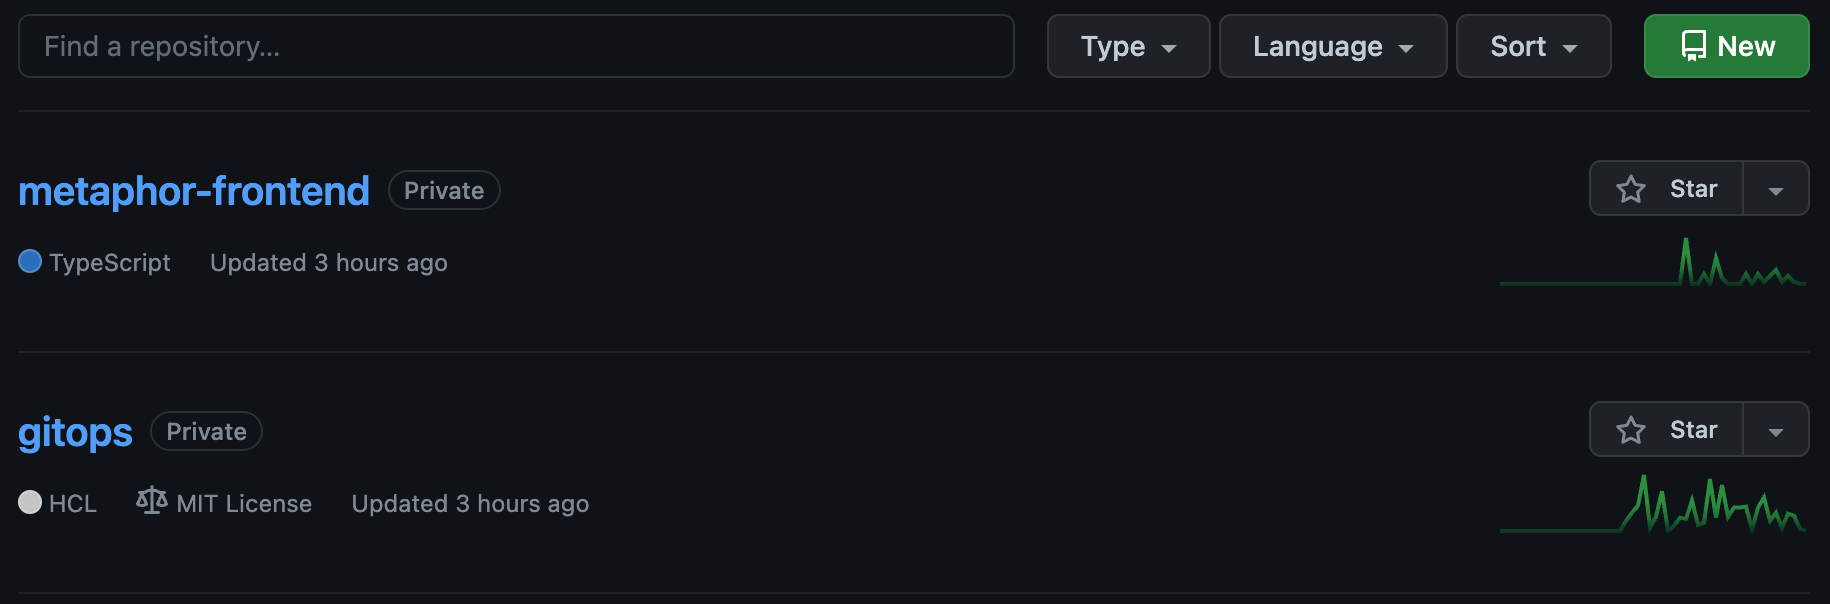 Find a repository... Type Language Sort New
metaphor-frontend Private Star
TypeScript Updated 3 hours ago
gitops Private Star
HCL MIT License Updated 3 hours ago